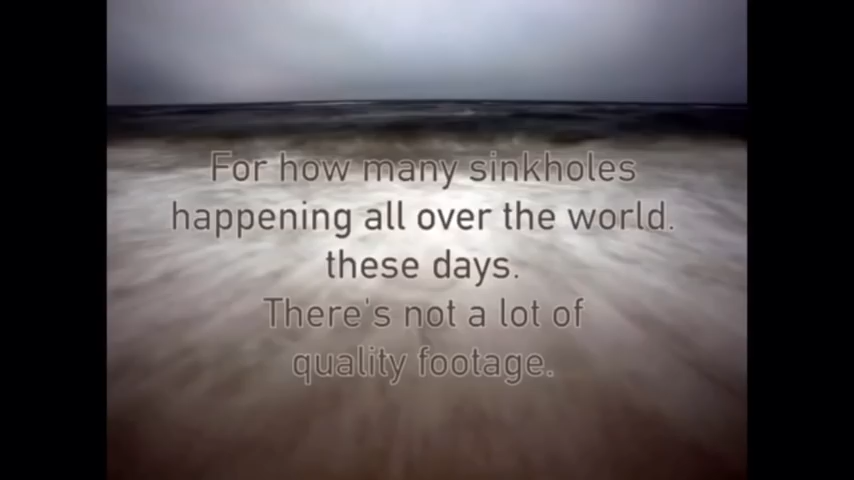 For how many sinkholes
happening all over the world.
these days.
There's not a lot of
quality footage.